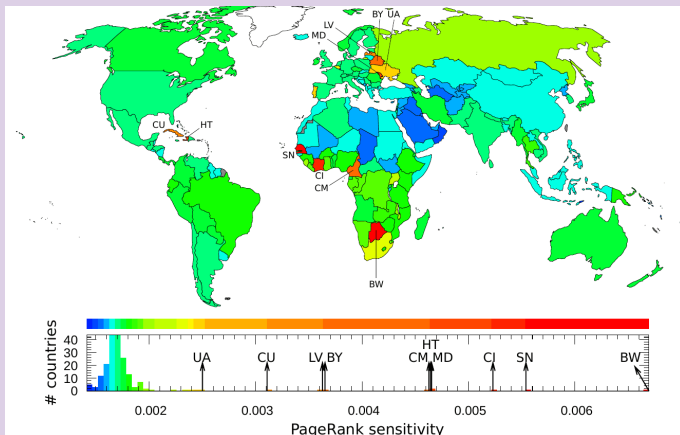 BY UA
LV
MD
CU
HT
SN
CI
CM
BW
# countries
40
30
20
10
0
UA
CU
LV BY
HT
CM MD
CI
SN
BW
0.002 0.003 0.004 0.005 0.006
PageRank sensitivity